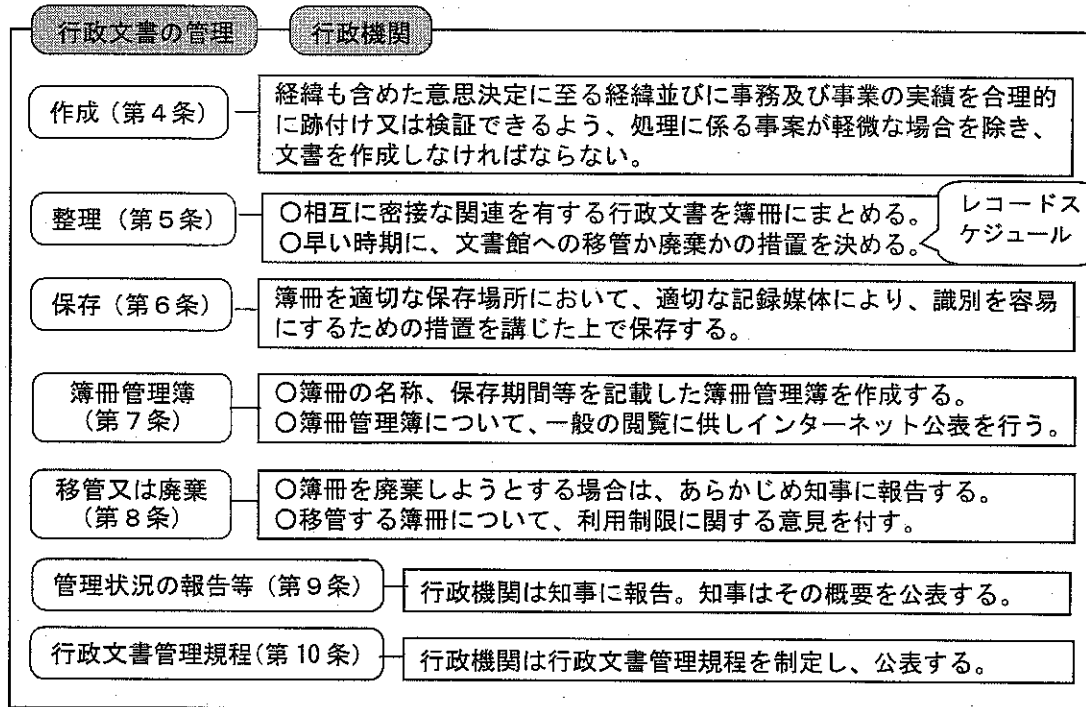 行政文書の管理
行政機関
作成（第４条）
経緯も含めた意思決定に至る経緯並びに事務及び事業の実績を合理的
に跡付け又は検証できるよう、処理に係る事案が軽微な場合を除き、
文書を作成しなければならない。
整理（第５条）
○相互に密接な関連を有する行政文書を簿冊にまとめる。
○早い時期に、文書館への移管か廃棄かの措置を決める。
レコードス
ケジュール
保存（第６条）
簿冊を適切な保存場所において、適切な記録媒体により、識別を容易
にするための措置を講じた上で保存する。
簿冊管理簿
（第７条）
○簿冊の名称、保存期間等を記載した簿冊管理簿を作成する。
○簿冊管理簿について、一般の閲覧に供しインターネット公表を行う。
移管又は廃棄
（第８条）
○簿冊を廃棄しようとする場合は、あらかじめ知事に報告する。
○移管する簿冊について、利用制限に関する意見を付す。
管理状況の報告等（第９条）
行政機関は知事に報告。知事はその概要を公表する。
行政文書管理規程（第10条）
行政機関は行政文書管理規程を制定し、公表する。